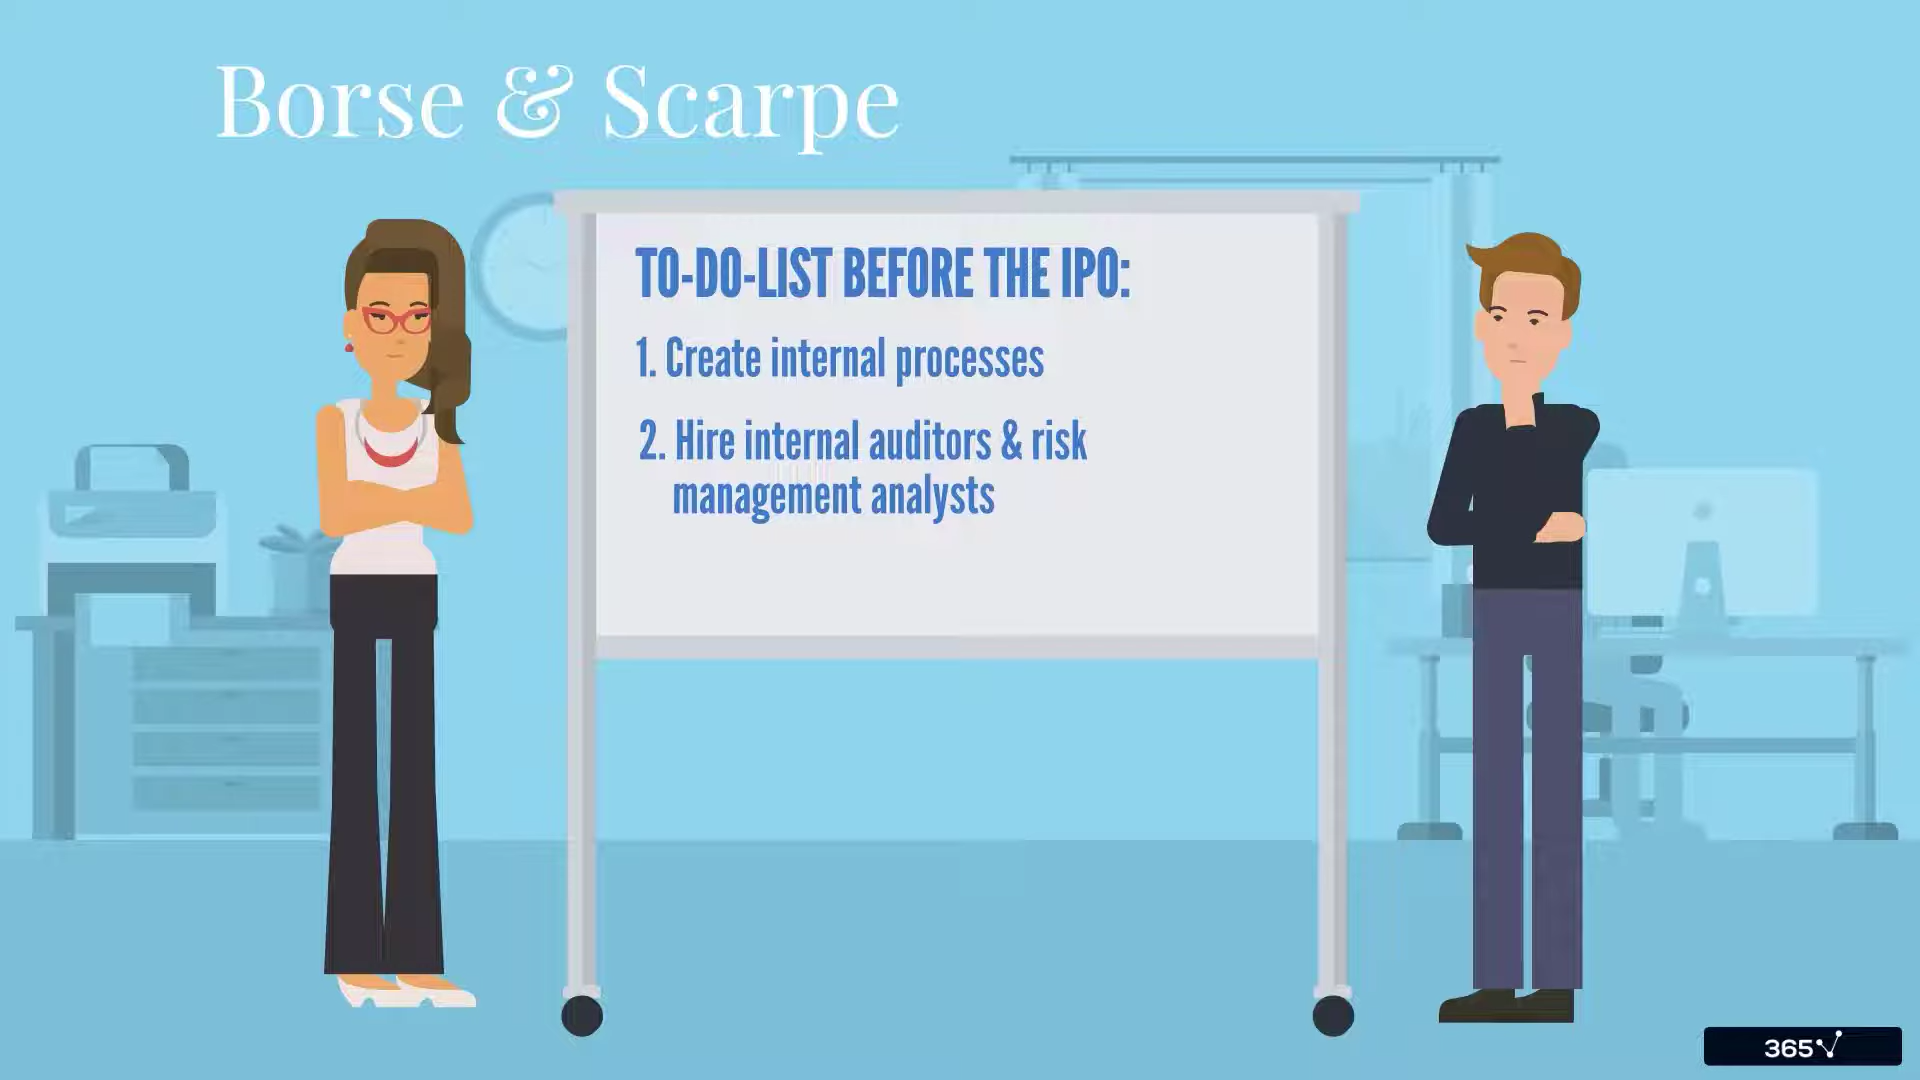 Borse & Scarpe
TO-DO-LIST BEFORE THE IPO:
1. Create internal processes
2. Hire internal auditors & risk
management analysts
365